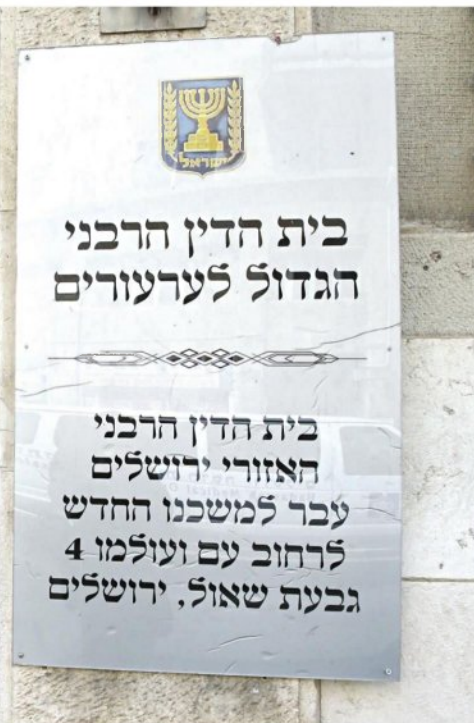 ישראל
בית הדין הרבני
הגדול לערעורים
בית הדין הרבני
האזורי ירושלים
עבר למשכנו החדש
לרחוב עם ועולמו 4
גבעת שאול, ירושלים